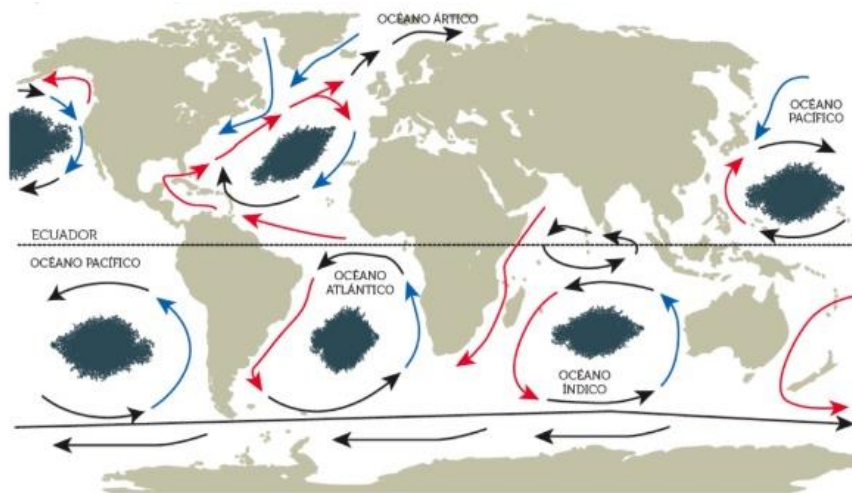 OCÉANO ÁRTICO
OCÉANO
PACÍFICO
ECUADOR
OCÉANO PACÍFICO
OCÉANO
ATLÁNTICO
OCÉANO
ÍNDICO